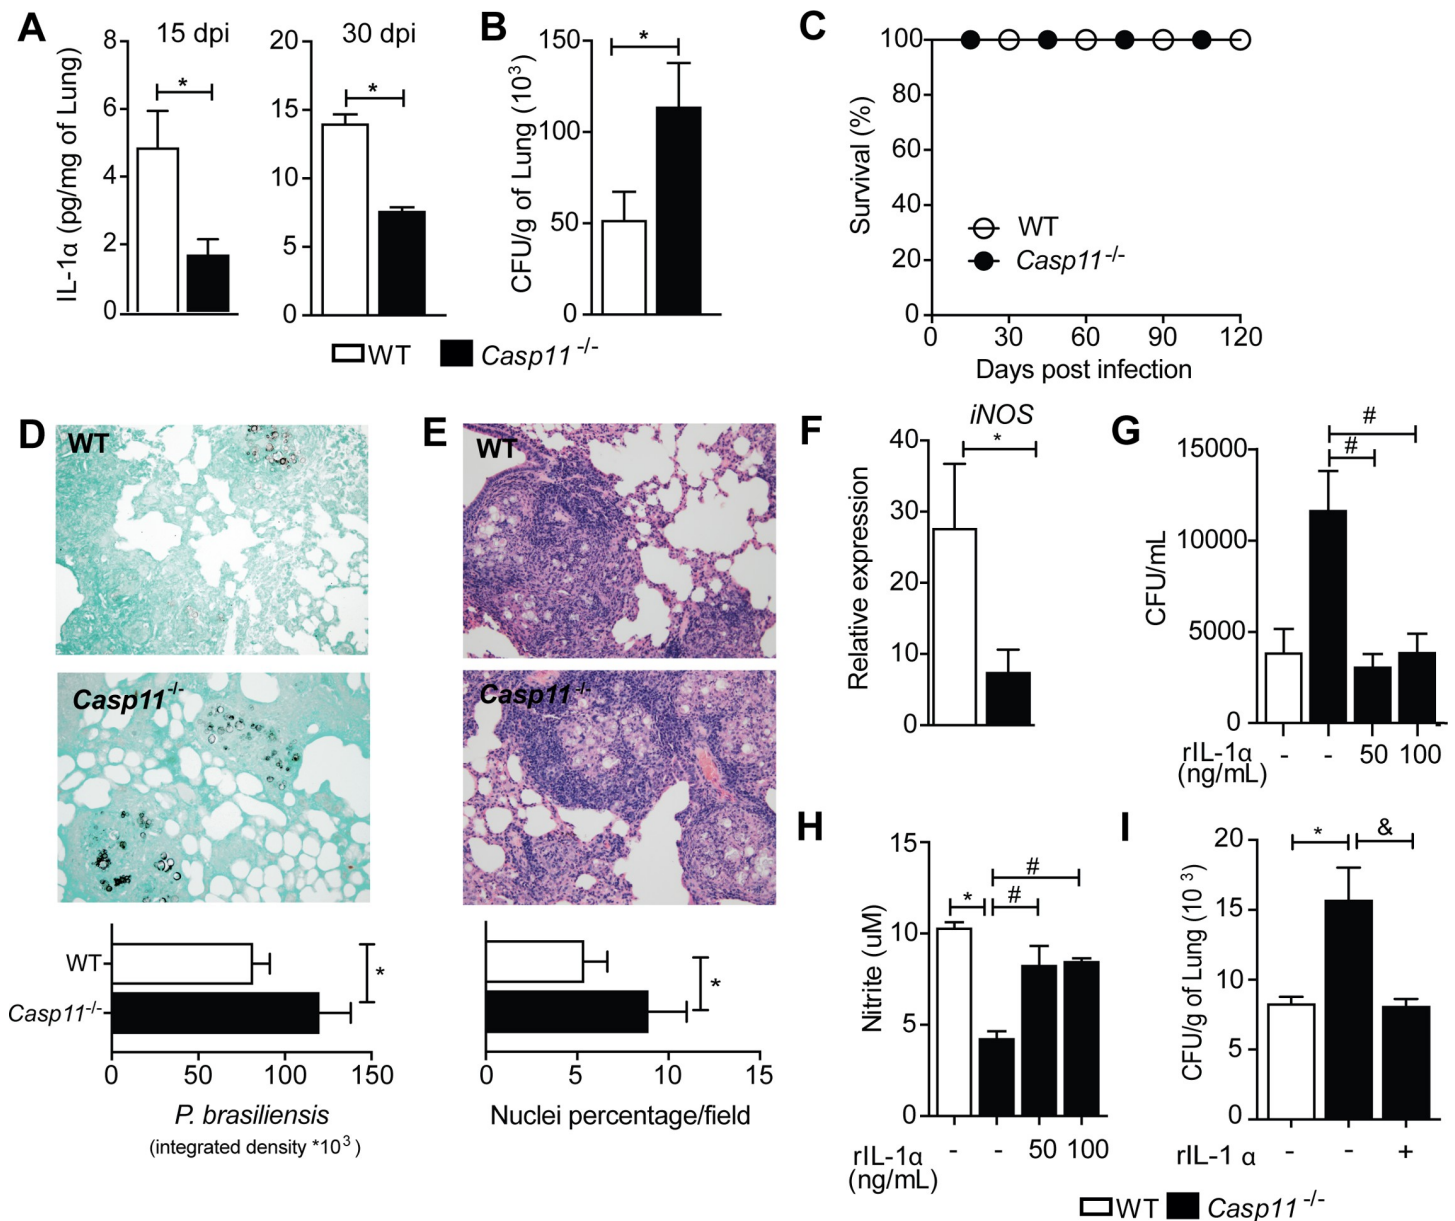 A
15 dpi
30 dpi
IL-1α (pg/mg of Lung)
8
6
4
2
0
20
15
10
5
0
*
*
B
CFU/g of Lung (10³)
150
100
50
0
*
WT
Casp11 -/-
C
Survival (%)
100
80
60
40
20
0
WT
Casp11 -/-
0 30 60 90 120
Days post infection
D
WT
Casp11 -/-
WT
Casp11 -/-
*
0 50 100 150
P. brasiliensis
(integrated density *10³)
E
WT
Casp11 -/-
*
0 5 10 15
Nuclei percentage/field
F
iNOS
Relative expression
40
30
20
10
0
*
G
CFU/mL
15000
10000
5000
0
#
#
rIL-1α - - 50 100
(ng/mL)
H
Nitrite (uM)
15
10
5
0
#
* #
rIL-1α - - 50 100
(ng/mL)
I
CFU/g of Lung (10³)
20
15
10
5
0
* &
rIL-1 α - - +
WT Casp11 -/-